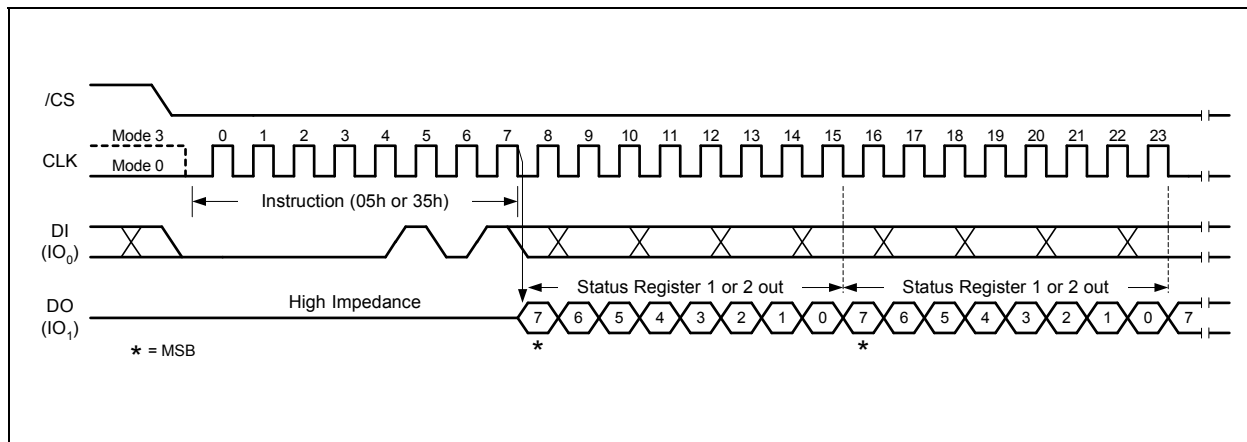 /CS
Mode 3
0 1 2 3 4 5 6 7 8 9 10 11 12 13 14 15 16 17 18 19 20 21 22 23
CLK
Mode 0
Instruction (05h or 35h)
DI
(IO0)
Status Register 1 or 2 out
Status Register 1 or 2 out
High Impedance
DO
(IO1)
7 6 5 4 3 2 1 0 7 6 5 4 3 2 1 0 7
* *
* = MSB